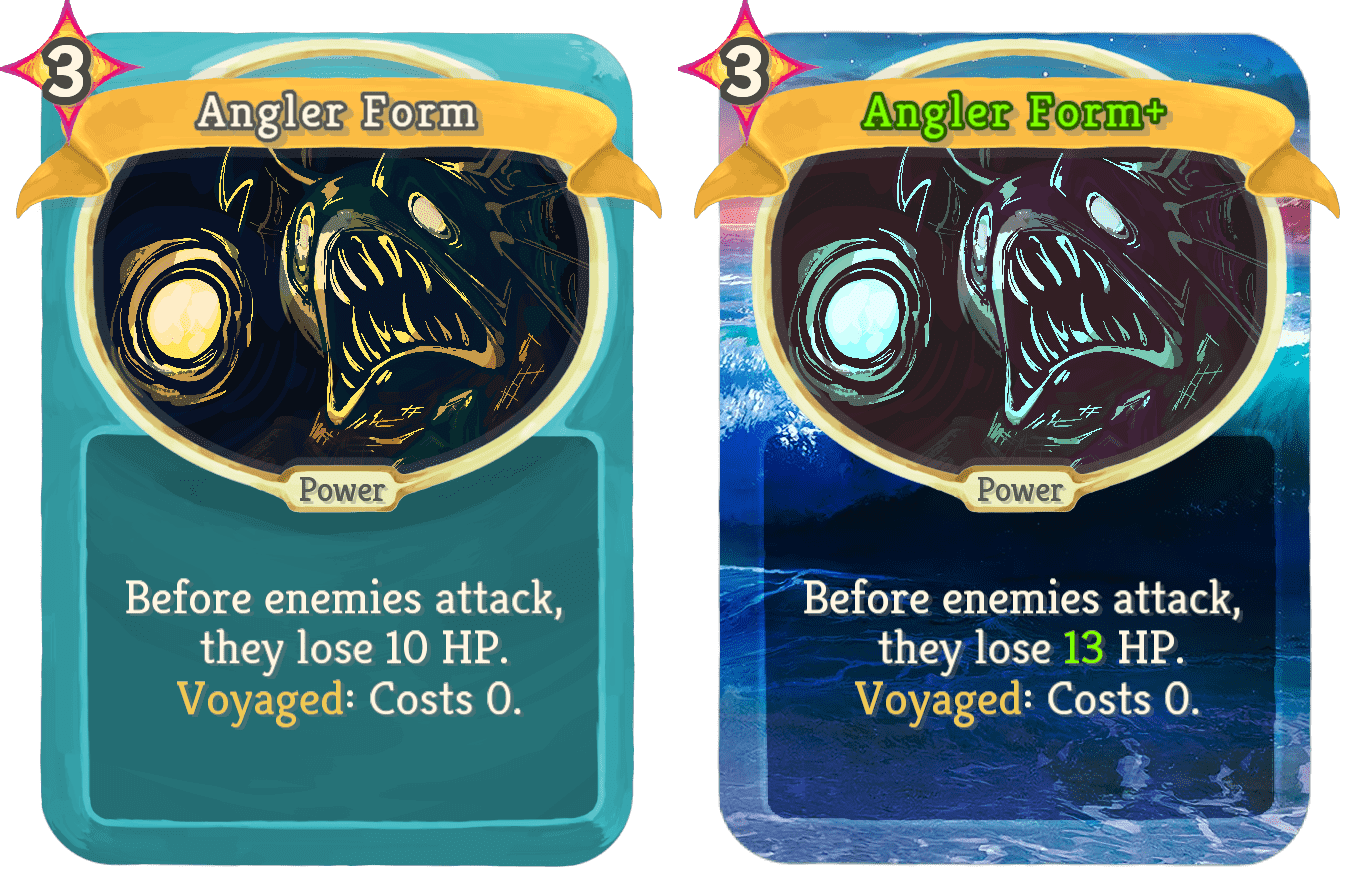 3
Angler Form
Power
Before enemies attack,
they lose 10 HP.
Voyaged: Costs 0.
3
Angler Form+
Power
Before enemies attack,
they lose 13 HP.
Voyaged: Costs 0.